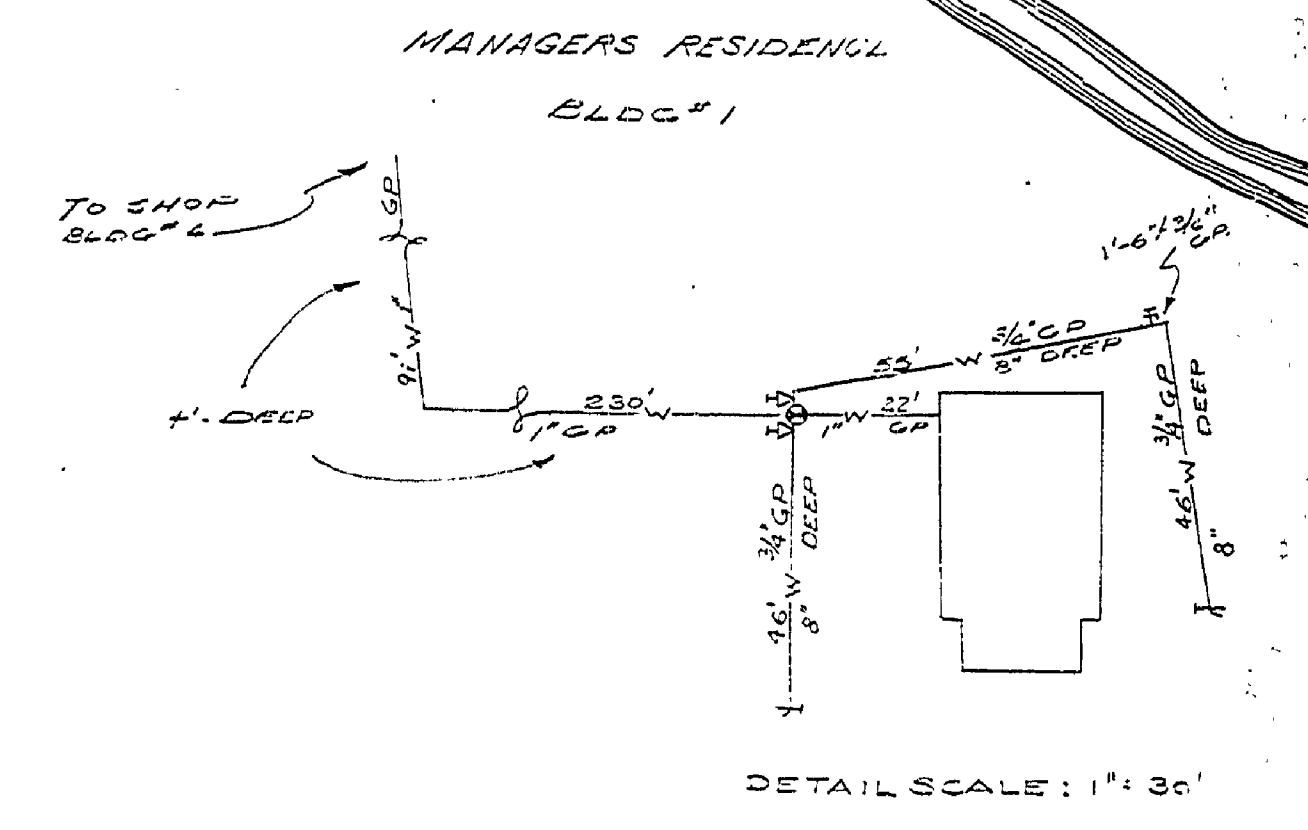 MANAGERS RESIDENCE
BLDG #1
TO SHOP
BLDG #6
GP
91' W 1"
4'- DEEP
230' W
1" GP
1'-6" 3/4"
GP.
55' W 3/4" GP
8" DEEP
1" W 22'
GP
46' W 3/4" GP
8" DEEP
46' W 3/4" GP
8" DEEP
DETAIL SCALE: 1" = 30'